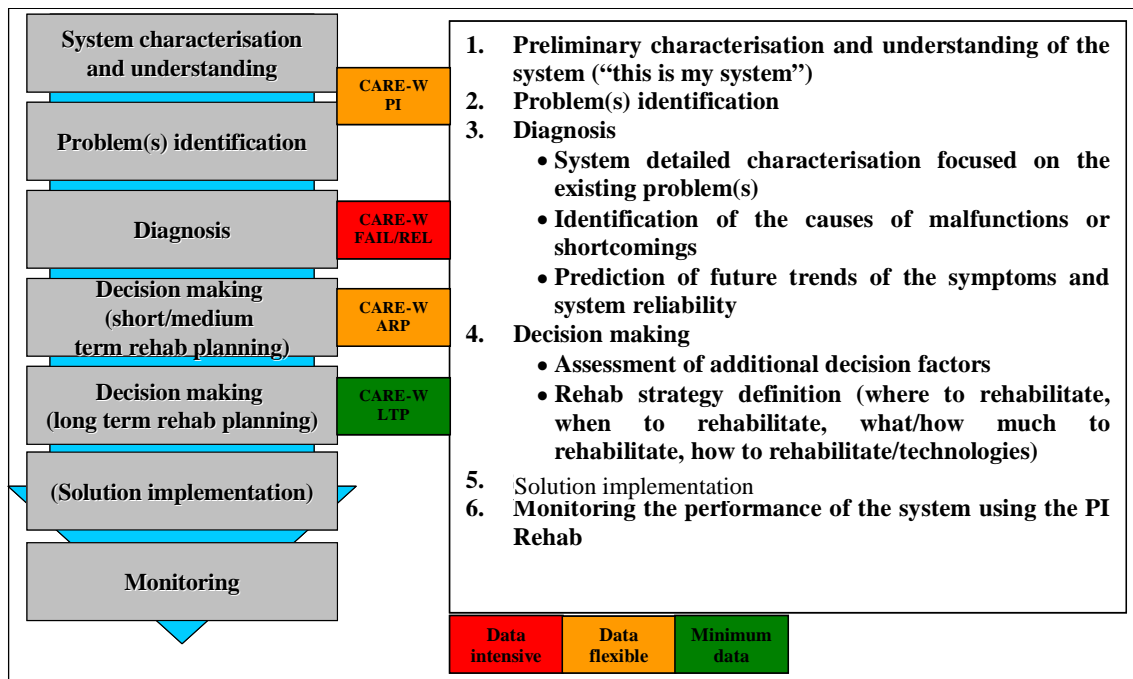 System characterisation
and understanding
CARE-W
PI
Problem(s) identification
Diagnosis
CARE-W
FAIL/REL
Decision making
(short/medium
term rehab planning)
CARE-W
ARP
Decision making
(long term rehab planning)
CARE-W
LTP
(Solution implementation)
Monitoring
1. Preliminary characterisation and understanding of the
system (“this is my system”)
2. Problem(s) identification
3. Diagnosis
• System detailed characterisation focused on the
existing problem(s)
• Identification of the causes of malfunctions or
shortcomings
• Prediction of future trends of the symptoms and
system reliability
4. Decision making
• Assessment of additional decision factors
• Rehab strategy definition (where to rehabilitate,
when to rehabilitate, what/how much to
rehabilitate, how to rehabilitate/technologies)
5. Solution implementation
6. Monitoring the performance of the system using the PI
Rehab
Data
intensive
Data
flexible
Minimum
data